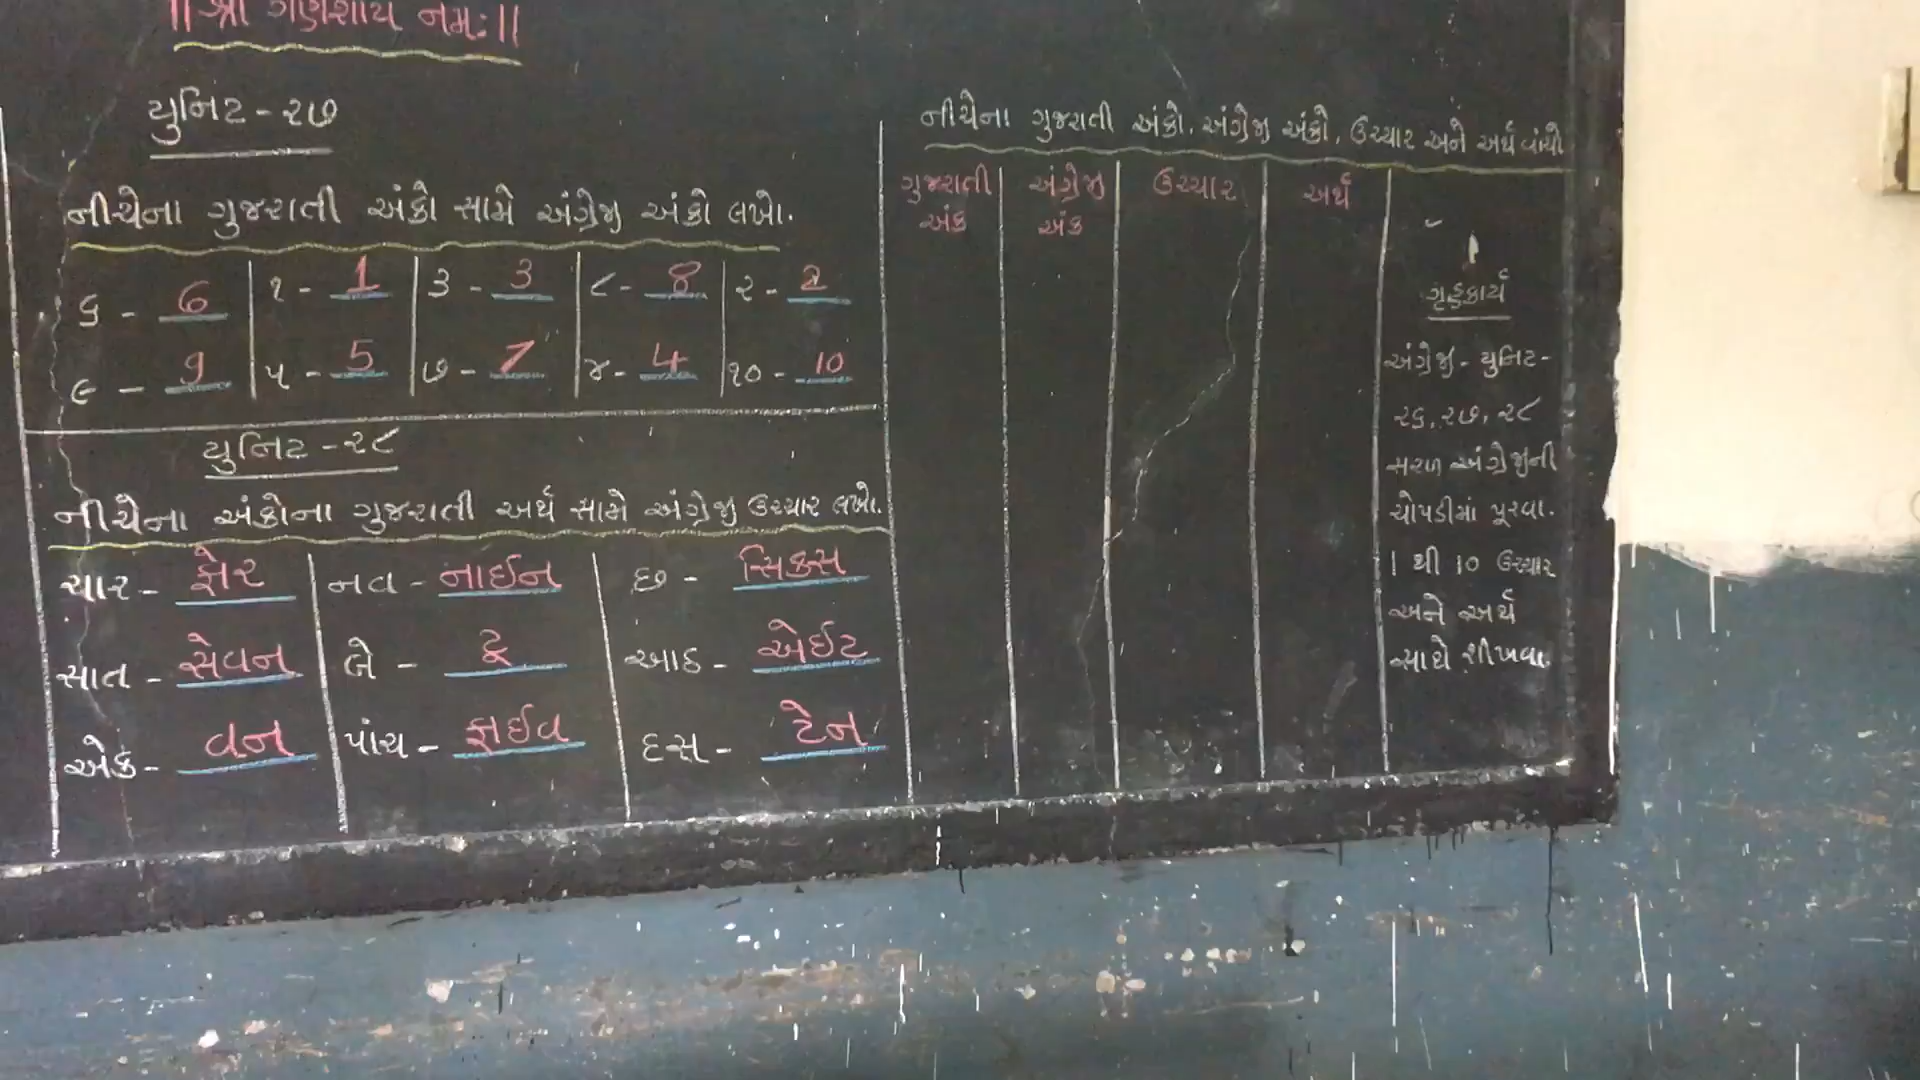 ||શ્રી ગણેશાય નમઃ||
યુનિટ - ૨૭
નીચેના ગુજરાતી અંકો સામે અંગ્રેજી અંકો લખો.
૬ - 6 | ૧ - 1 | ૩ - 3 | ૮ - 8 | ૨ - 2
૯ - 9 | ૫ - 5 | ૭ - 7 | ૪ - 4 | ૧૦ - 10
યુનિટ - ૨૮
નીચેના અંકોના ગુજરાતી અર્થ સામે અંગ્રેજી ઉચ્ચાર લખો.
ચાર - ફોર | નવ - નાઈન | છ - સિક્સ
સાત - સેવન | બે - ટૂ | આઠ - એઈટ
એક - વન | પાંચ - ફાઈવ | દસ - ટેન
નીચેના ગુજરાતી અંકો, અંગ્રેજી અંકો, ઉચ્ચાર અને અર્થ વાંચો
ગુજરાતી અંક | અંગ્રેજી અંક | ઉચ્ચાર | અર્થ
ગૃહકાર્ય
અંગ્રેજી - યુનિટ -
૨૬, ૨૭, ૨૮
સરળ અંગ્રેજીની
ચોપડીમાં પૂરવા.
1 થી 10 ઉચ્ચાર
અને અર્થ
સાથે શીખવા.